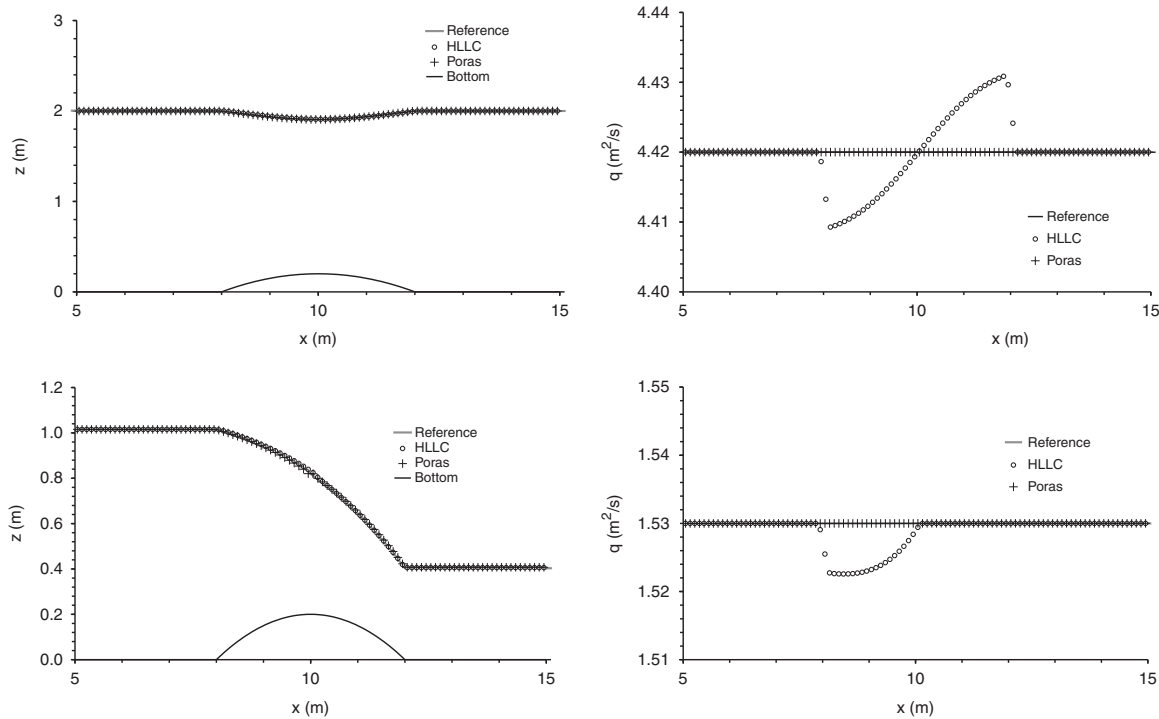 3
2
1
0
z (m)
5
10
15
x (m)
Reference
HLLC
Poras
Bottom
4.44
4.43
4.42
4.41
4.40
q (m²/s)
5
10
15
x (m)
Reference
HLLC
Poras
1.2
1.0
0.8
0.6
0.4
0.2
0.0
z (m)
5
10
15
x (m)
Reference
HLLC
Poras
Bottom
1.55
1.54
1.53
1.52
1.51
q (m²/s)
5
10
15
x (m)
Reference
HLLC
Poras